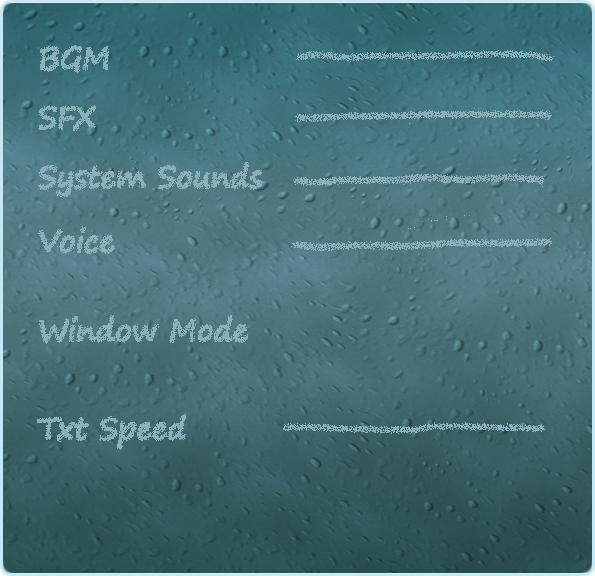 BGM
SFX
System Sounds
Voice
Window Mode
Txt Speed